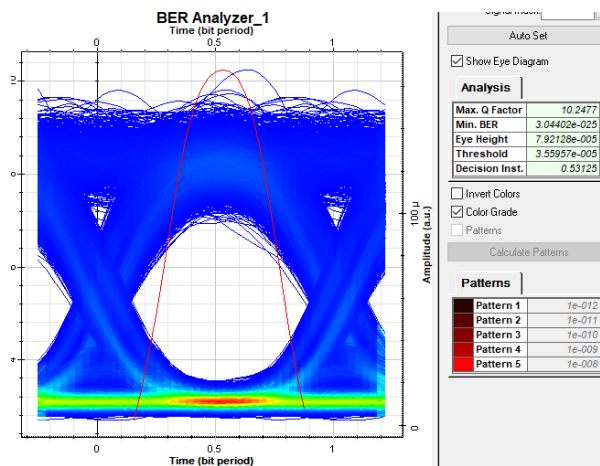 BER Analyzer_1
Time (bit period)
0 0.5 1
Auto Set
Show Eye Diagram
Analysis
Max. Q Factor 10.2477
Min. BER 3.04402e-025
Eye Height 7.92128e-005
Threshold 3.55957e-005
Decision Inst. 0.53125
Invert Colors
Color Grade
Patterns
Calculate Patterns
Patterns
Pattern 1 1e-012
Pattern 2 1e-011
Pattern 3 1e-010
Pattern 4 1e-009
Pattern 5 1e-008
100 µ
Amplitude (a.u.)
0
0 0.5 1
Time (bit period)